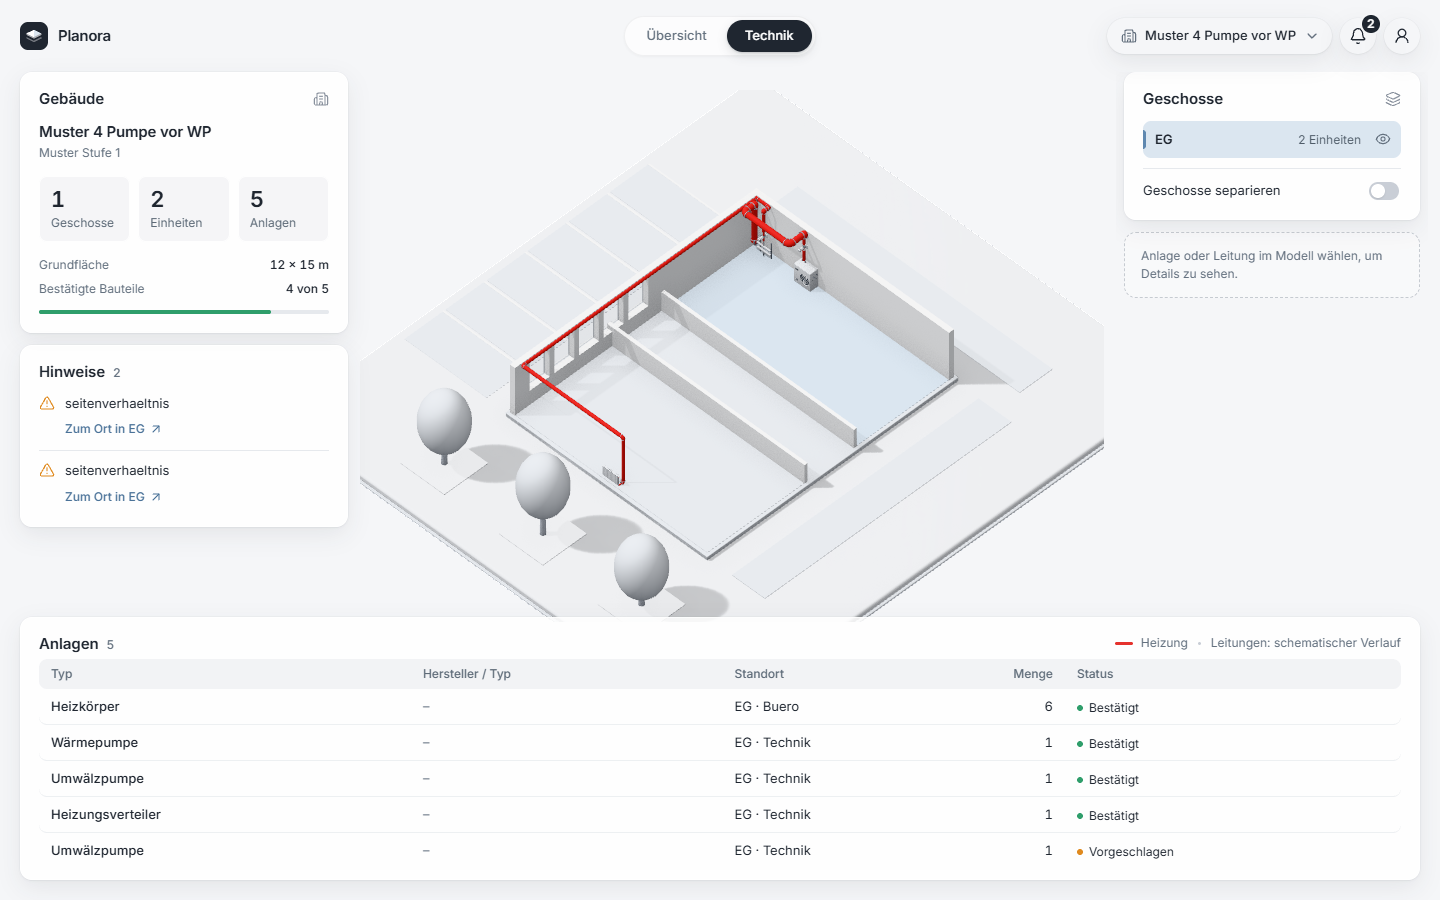 Planora
Übersicht
Technik
Muster 4 Pumpe vor WP
2
Gebäude
Muster 4 Pumpe vor WP
Muster Stufe 1
1
Geschosse
2
Einheiten
5
Anlagen
Grundfläche
12 × 15 m
Bestätigte Bauteile
4 von 5
Hinweise 2
seitenverhaeltnis
Zum Ort in EG
seitenverhaeltnis
Zum Ort in EG
Geschosse
EG
2 Einheiten
Geschosse separieren
Anlage oder Leitung im Modell wählen, um
Details zu sehen.
Anlagen 5
Heizung • Leitungen: schematischer Verlauf
Typ Hersteller / Typ Standort Menge Status
Heizkörper – EG · Buero 6 Bestätigt
Wärmepumpe – EG · Technik 1 Bestätigt
Umwälzpumpe – EG · Technik 1 Bestätigt
Heizungsverteiler – EG · Technik 1 Bestätigt
Umwälzpumpe – EG · Technik 1 Vorgeschlagen